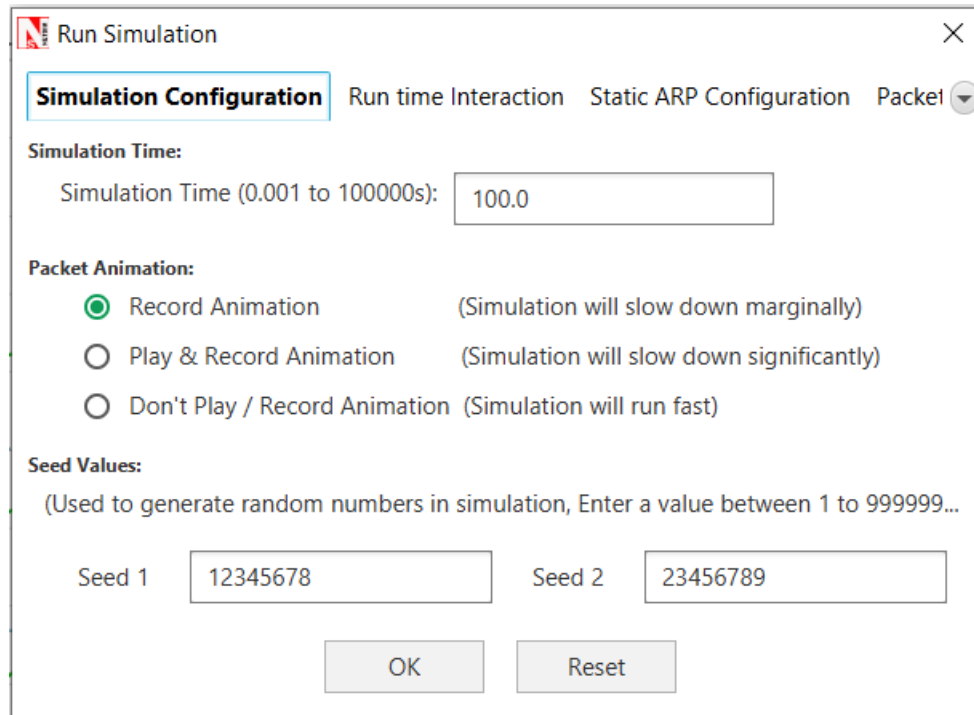 Run Simulation
Simulation Configuration Run time Interaction Static ARP Configuration Packet
Simulation Time:
Simulation Time (0.001 to 100000s): 100.0
Packet Animation:
Record Animation (Simulation will slow down marginally)
Play & Record Animation (Simulation will slow down significantly)
Don't Play / Record Animation (Simulation will run fast)
Seed Values:
(Used to generate random numbers in simulation, Enter a value between 1 to 999999...
Seed 1 12345678 Seed 2 23456789
OK Reset